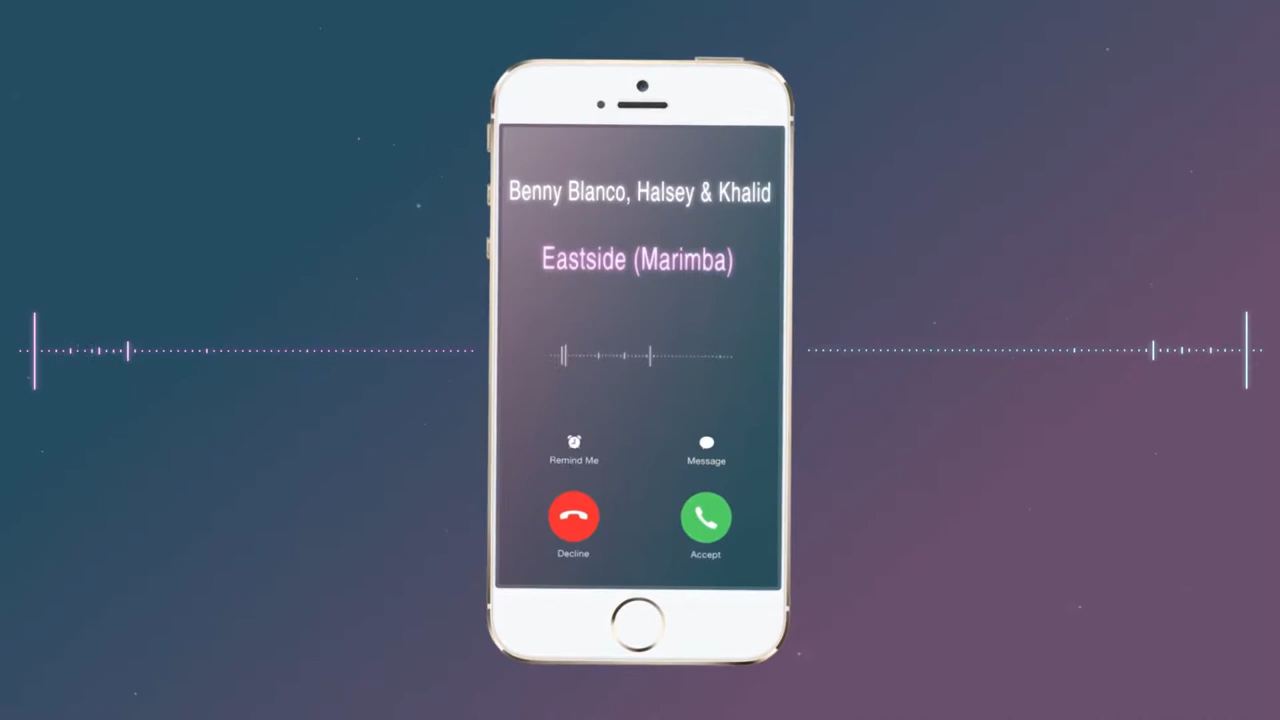 Benny Blanco, Halsey & Khalid
Eastside (Marimba)
Remind Me
Message
Decline
Accept